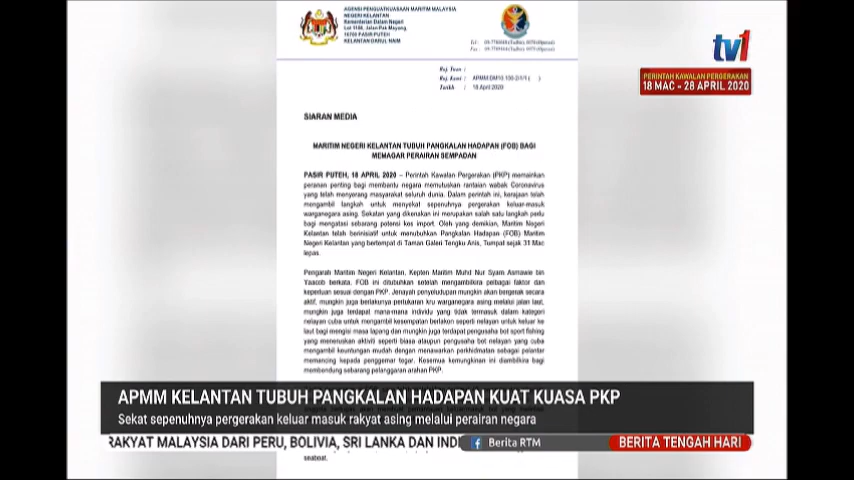 AGENSI PENGUATKUASAAN MARITIM MALAYSIA
NEGERI KELANTAN
Kementerian Dalam Negeri
Lot 1156, Jalan Pak Mayang,
16700 PASIR PUTEH
KELANTAN DARUL NAIM
tv1
PERINTAH KAWALAN PERGERAKAN
18 MAC - 28 APRIL 2020
Ruj. Tuan :
Ruj. Kami :
Tarikh : 18 April 2020
SIARAN MEDIA
MARITIM NEGERI KELANTAN TUBUH PANGKALAN HADAPAN (FOB) BAGI
MEMAGAR PERAIRAN SEMPADAN
PASIR PUTEH, 18 APRIL 2020 – Perintah Kawalan Pergerakan (PKP) memainkan
peranan penting bagi membantu negara memutuskan rantaian wabak Coronavirus
yang telah menyerang masyarakat seluruh dunia. Dalam perintah ini, kerajaan telah
mengambil langkah untuk menyekat sepenuhnya pergerakan keluar-masuk
warganegara asing. Sekatan yang dikenakan ini merupakan salah satu langkah perlu
bagi mengatasi sebarang potensi kes import. Oleh yang demikian, Maritim Negeri
Kelantan telah berinisiatif untuk menubuhkan Pangkalan Hadapan (FOB) Maritim
Negeri Kelantan yang bertempat di Taman Galeri Tengku Anis, Tumpat sejak 31 Mac
lepas.
Pengarah Maritim Negeri Kelantan, Kepten Maritim Muhd Nur Syam Asmawie bin
Yaacob berkata, FOB ini ditubuhkan setelah mengambilkira pelbagai faktor dan
keperluan sesuai dengan PKP. Jenayah penyeludupan mungkin akan bergerak secara
aktif, mungkin juga berlakunya pertukaran kru warganegara asing melalui jalan laut,
mungkin juga terdapat mana-mana individu yang tidak termasuk dalam kategori
nelayan cuba untuk mengambil kesempatan berlakon seperti nelayan untuk keluar ke
laut bagi mengisi masa lapang dan mungkin juga terdapat pengusaha bot sport fishing
yang meneruskan aktiviti seperti biasa ataupun pengusaha bot nelayan yang cuba
mengambil keuntungan mudah dengan menawarkan perkhidmatan sebagai pelantar
memancing kepada penggemar tegar. Kesemua kemungkinan ini diambilkira bagi
membendung sebarang pelanggaran arahan PKP.
APMM KELANTAN TUBUH PANGKALAN HADAPAN KUAT KUASA PKP
Sekat sepenuhnya pergerakan keluar masuk rakyat asing melalui perairan negara
RAKYAT MALAYSIA DARI PERU, BOLIVIA, SRI LANKA DAN INDI
Berita RTM
BERITA TENGAH HARI
seaboat.